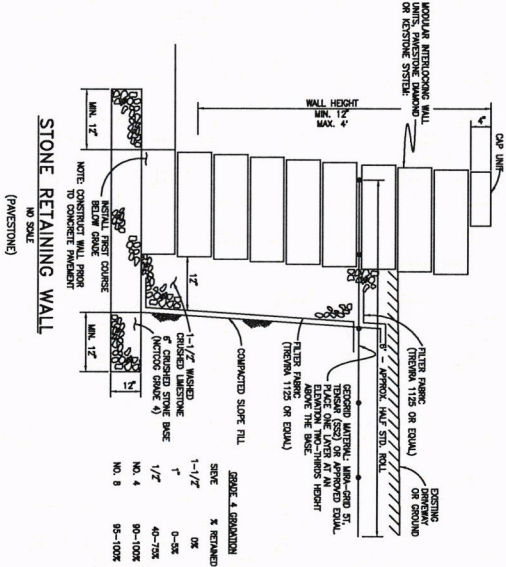 MODULAR INTERLOCKING WALL
UNITS, PAVESTONE DIAMOND
OR KEYSTONE SYSTEM:
CAP UNIT
4"
WALL HEIGHT
MIN. 12"
MAX. 4'
EXISTING
DRIVEWAY
OR GROUND
FILTER FABRIC
(TREVIRA 1125 OR EQUAL)
6' - APPROX. HALF STD. ROLL
GEOGRID MATERIAL: MIRA-GRID 5T,
TENSAR (SS2) OR APPROVED EQUAL.
PLACE ONE LAYER AT AN
ELEVATION TWO-THIRDS HEIGHT
ABOVE THE BASE.
FILTER FABRIC
(TREVIRA 1125 OR EQUAL)
COMPACTED SLOPE FILL
12"
1-1/2" WASHED
CRUSHED LIMESTONE
6" CRUSHED STONE BASE
(NCTCOG GRADE 4)
MIN. 12"
INSTALL FIRST COURSE
BELOW GRADE
MIN. 12"
12"
NOTE: CONSTRUCT WALL PRIOR
TO CONCRETE PAVEMENT
GRADE 4 GRADATION
SIEVE % RETAINED
1-1/2" 0%
1" 0-5%
1/2" 40-75%
NO. 4 90-100%
NO. 8 95-100%
STONE RETAINING WALL
NO SCALE
(PAVESTONE)